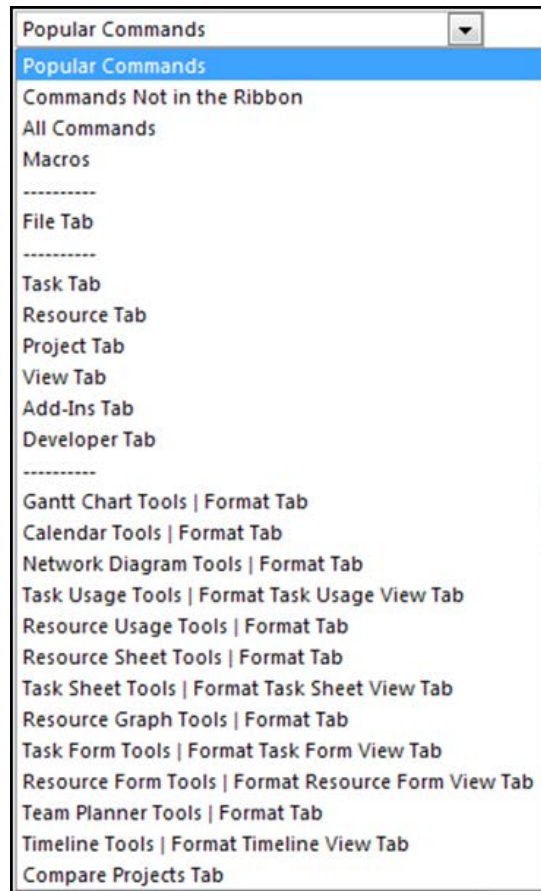 Popular Commands
Popular Commands
Commands Not in the Ribbon
All Commands
Macros
----------
File Tab
----------
Task Tab
Resource Tab
Project Tab
View Tab
Add-Ins Tab
Developer Tab
----------
Gantt Chart Tools | Format Tab
Calendar Tools | Format Tab
Network Diagram Tools | Format Tab
Task Usage Tools | Format Task Usage View Tab
Resource Usage Tools | Format Tab
Resource Sheet Tools | Format Tab
Task Sheet Tools | Format Task Sheet View Tab
Resource Graph Tools | Format Tab
Task Form Tools | Format Task Form View Tab
Resource Form Tools | Format Resource Form View Tab
Team Planner Tools | Format Tab
Timeline Tools | Format Timeline View Tab
Compare Projects Tab